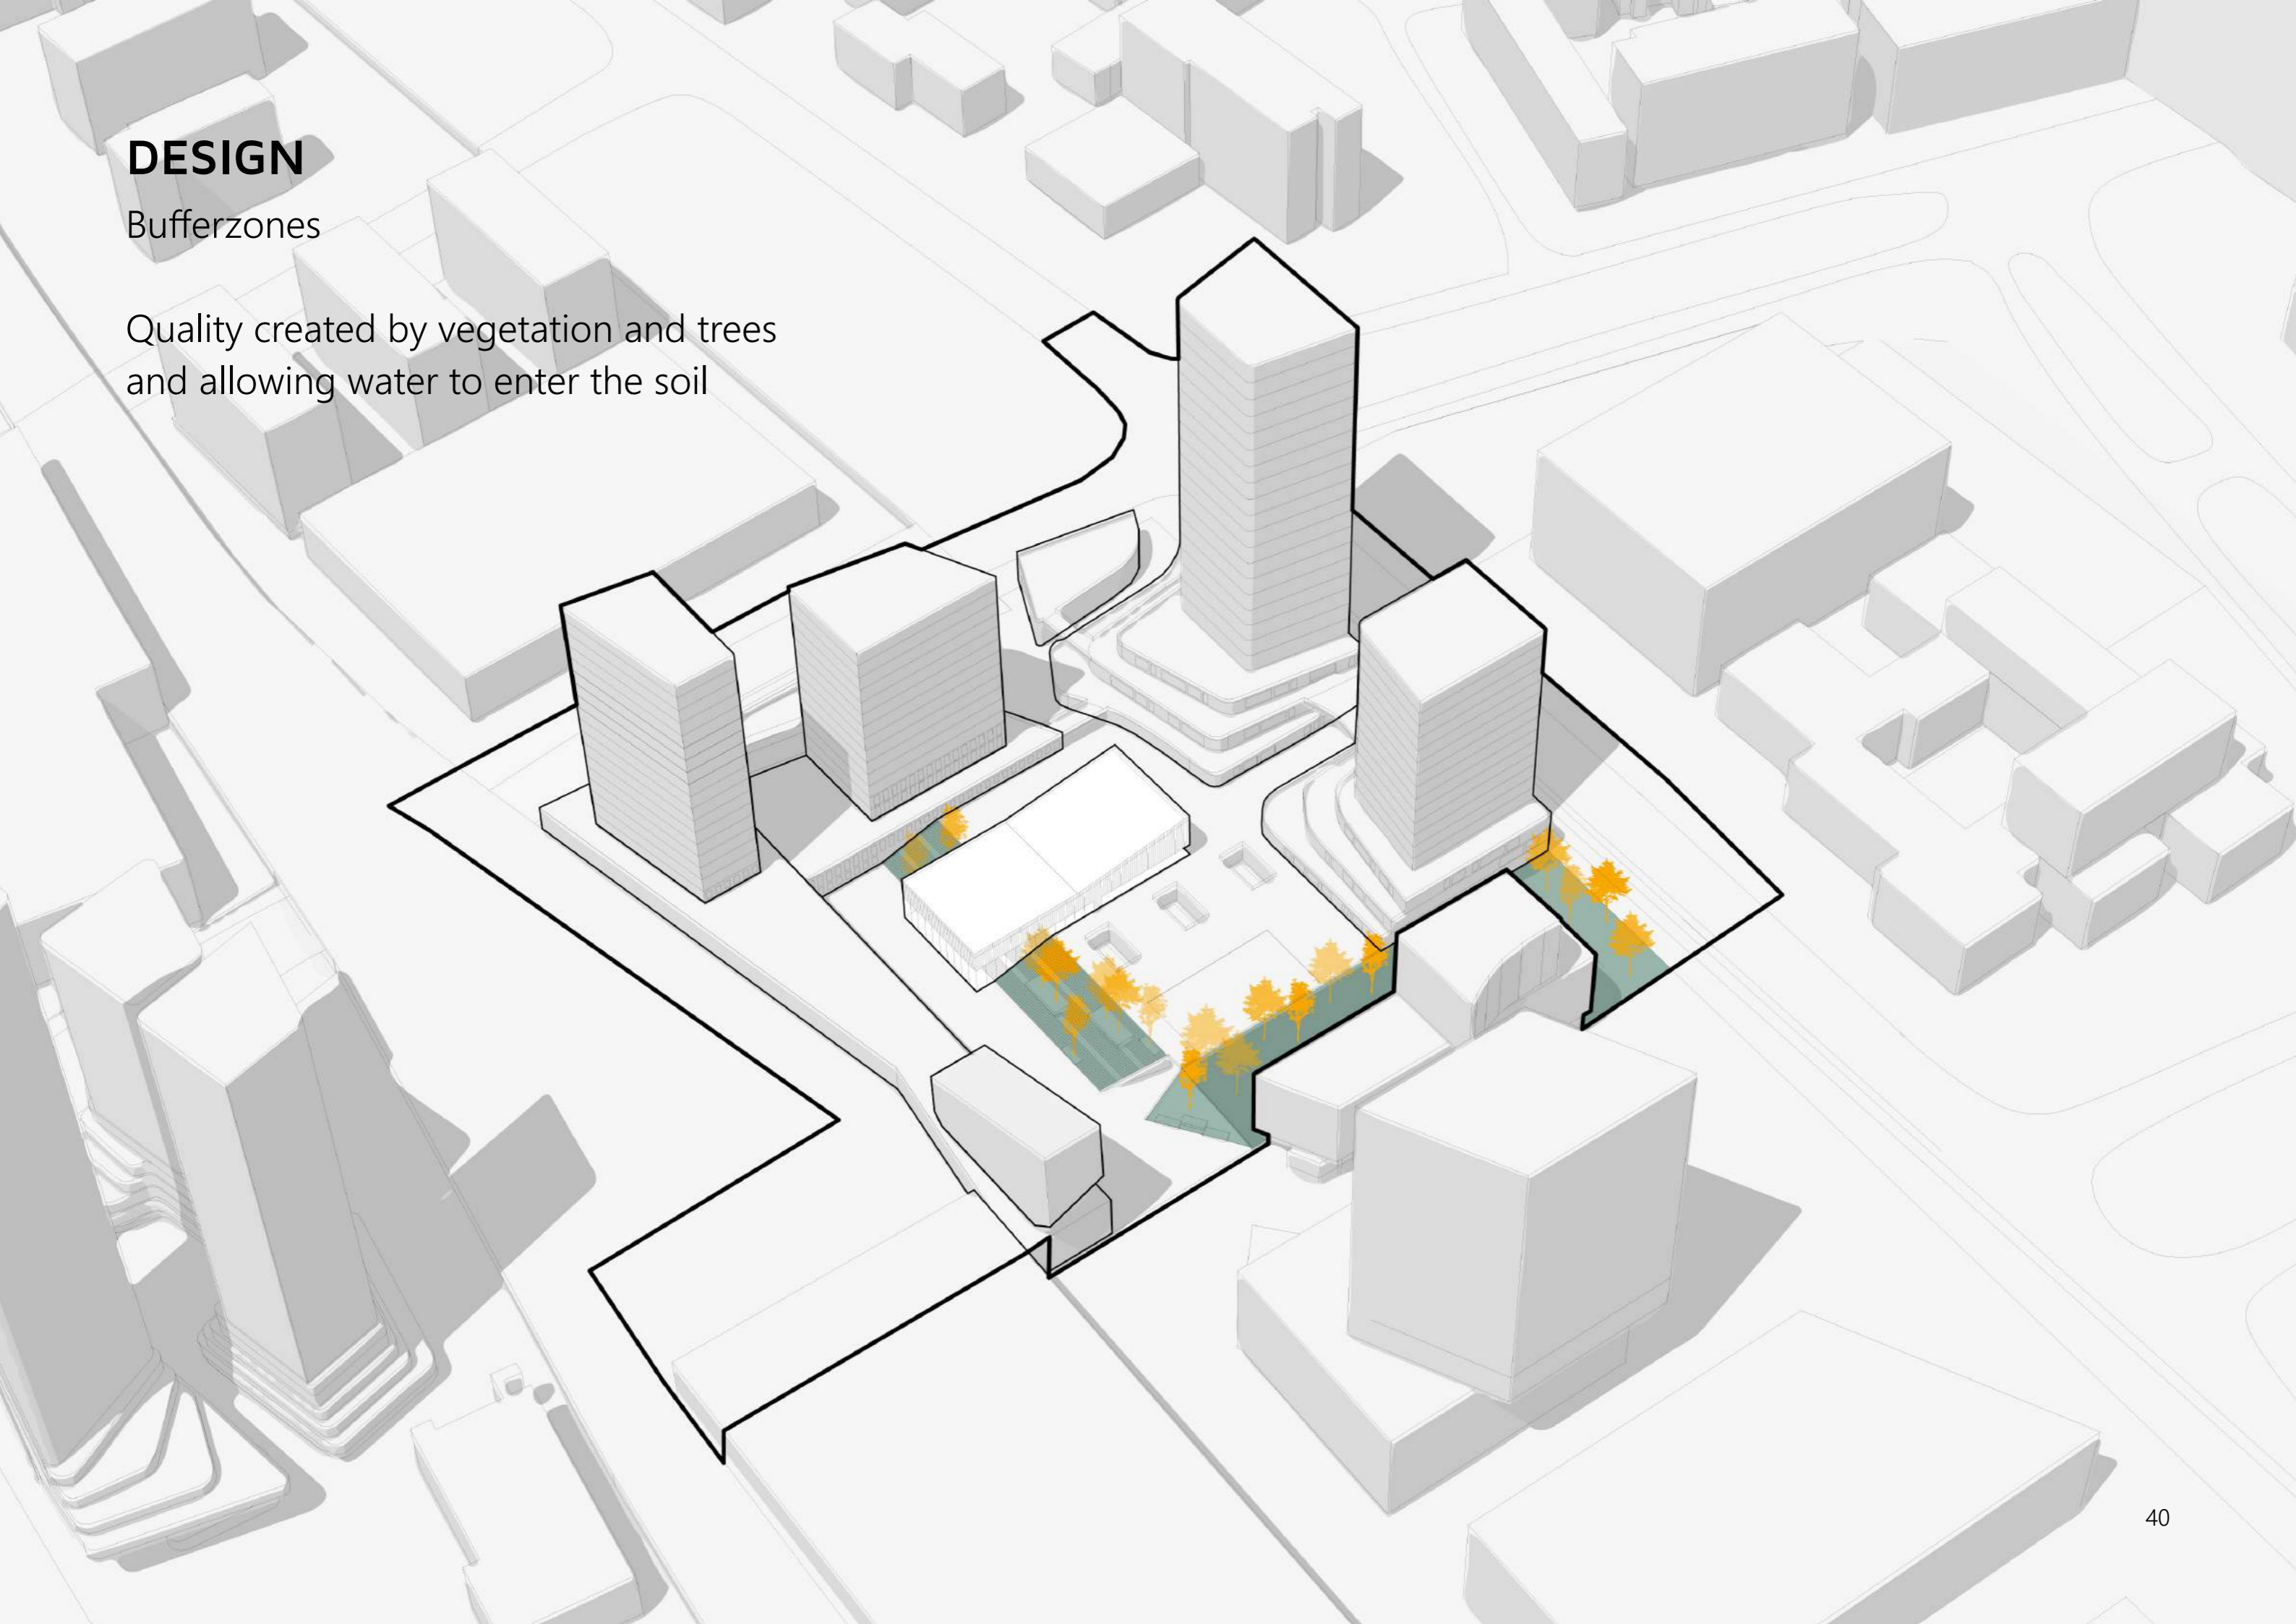 DESIGN
Bufferzones
Quality created by vegetation and trees
and allowing water to enter the soil
40